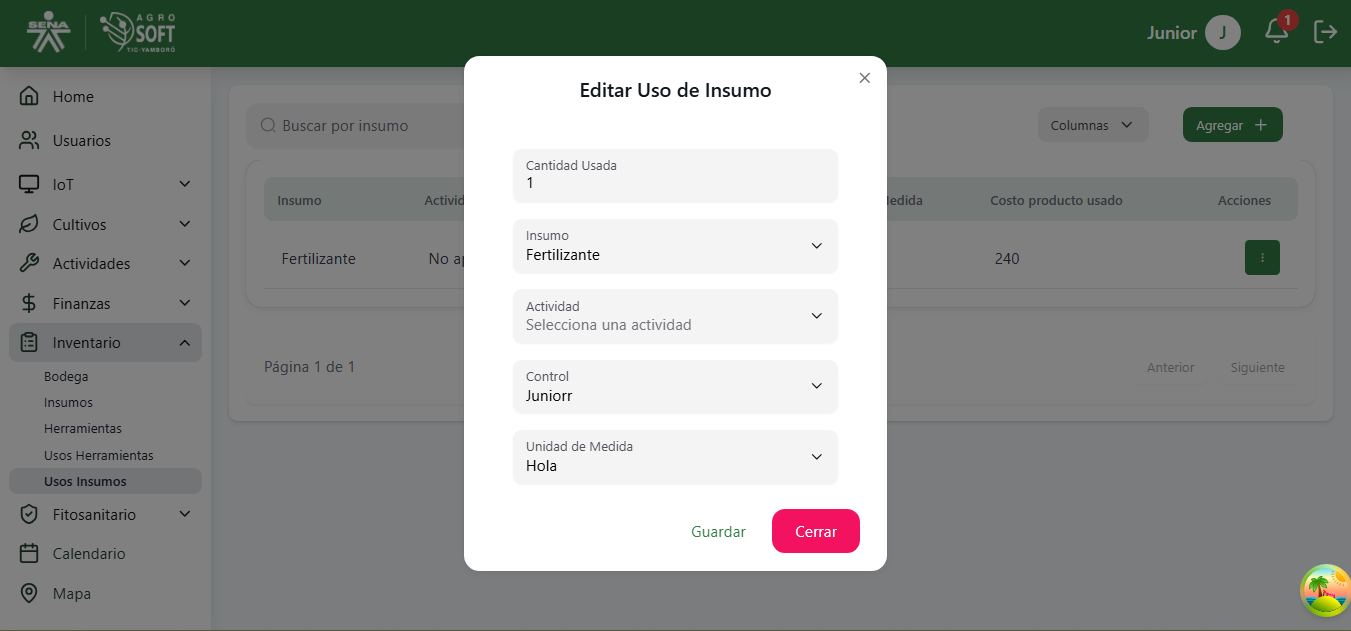 SENA
AGRO
SOFT
TIC-YAMBORÓ
Junior
J
1
Home
Usuarios
IoT
Cultivos
Actividades
Finanzas
Inventario
Bodega
Insumos
Herramientas
Usos Herramientas
Usos Insumos
Fitosanitario
Calendario
Mapa
Buscar por insumo
Columnas
Agregar +
Insumo Activid edida Costo producto usado Acciones
Fertilizante No ap 240
Página 1 de 1
Anterior Siguiente
Editar Uso de Insumo
Cantidad Usada
1
Insumo
Fertilizante
Actividad
Selecciona una actividad
Control
Juniorr
Unidad de Medida
Hola
Guardar
Cerrar